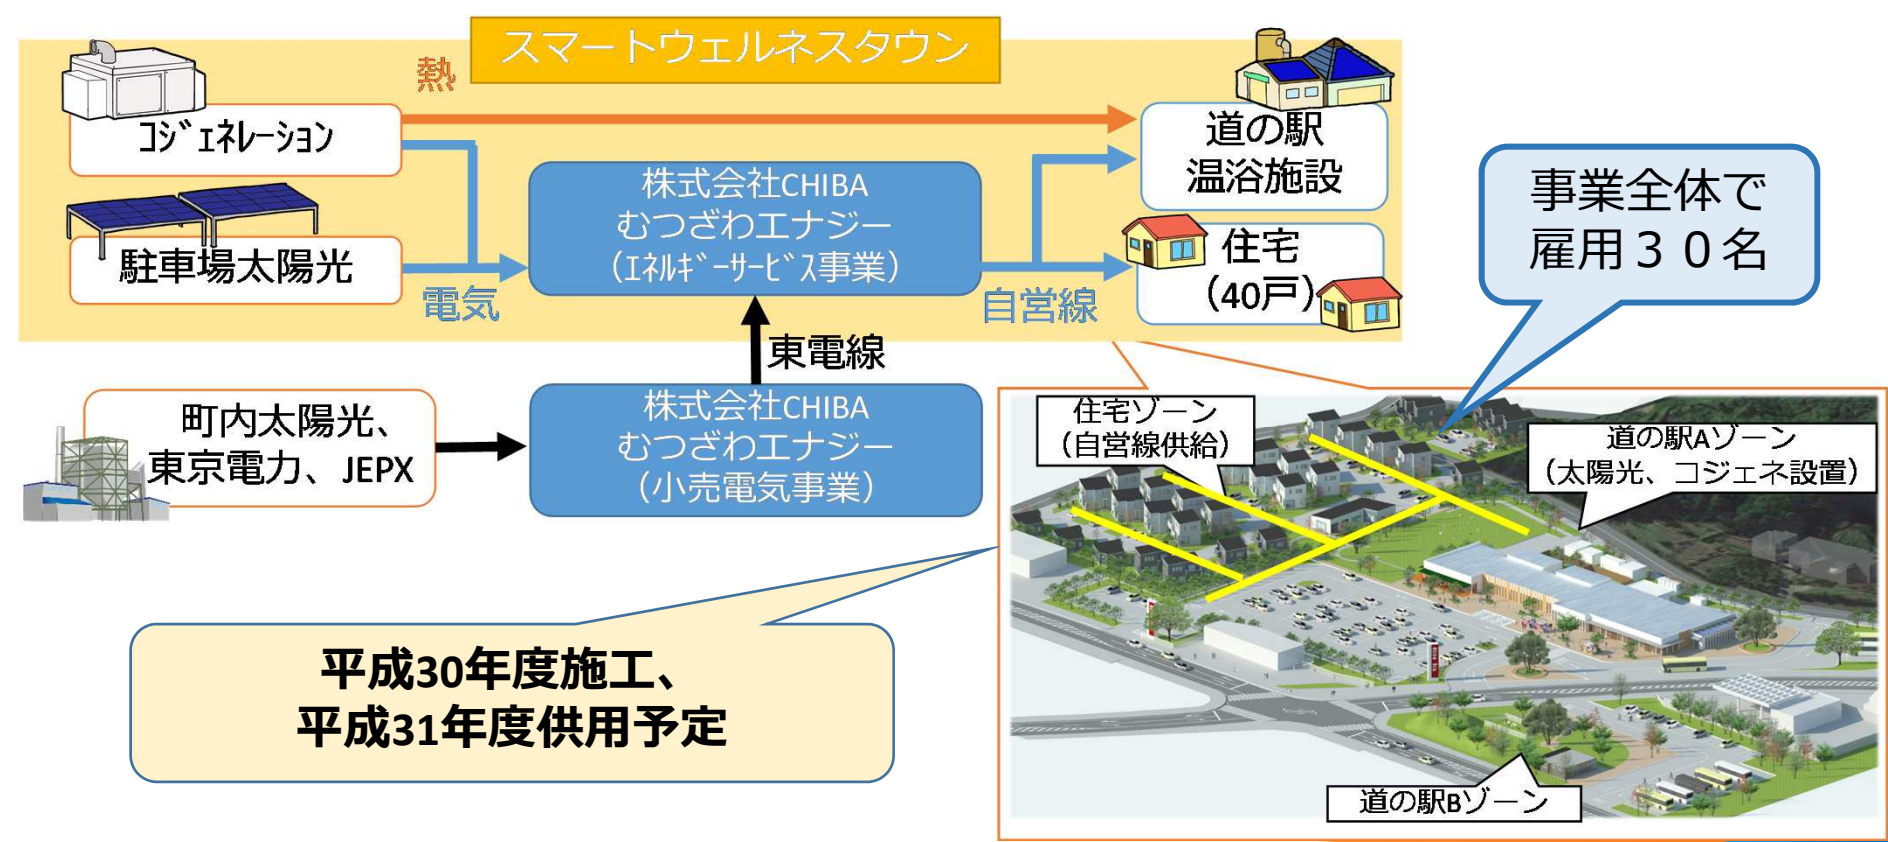 スマートウェルネスタウン
熱
コジェネレーション
道の駅
温浴施設
株式会社CHIBA
むつざわエナジー
（エネルギーサービス事業）
駐車場太陽光
電気
自営線
住宅
（40戸）
事業全体で
雇用３０名
東電線
町内太陽光、
東京電力、JEPX
株式会社CHIBA
むつざわエナジー
（小売電気事業）
住宅ゾーン
（自営線供給）
道の駅Aゾーン
（太陽光、コジェネ設置）
平成30年度施工、
平成31年度供用予定
道の駅Bゾーン